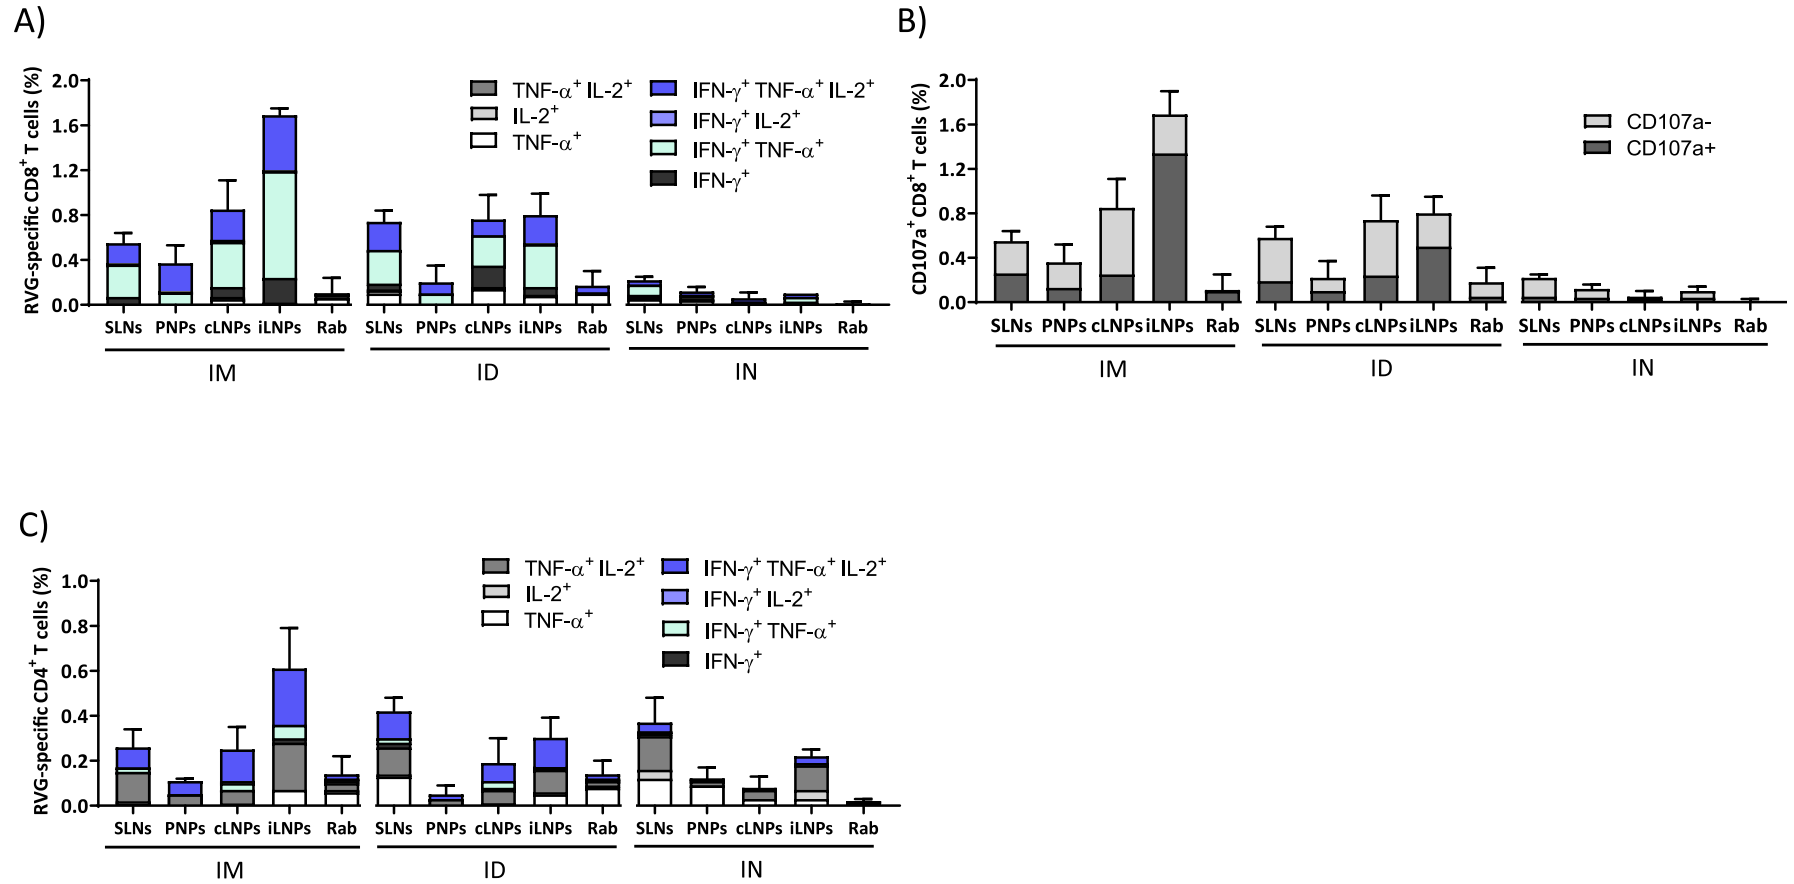 A)
RVG-specific CD8⁺ T cells (%)
2.0
1.6
1.2
0.8
0.4
0.0
TNF-α⁺ IL-2⁺
IL-2⁺
TNF-α⁺
IFN-γ⁺ TNF-α⁺ IL-2⁺
IFN-γ⁺ IL-2⁺
IFN-γ⁺ TNF-α⁺
IFN-γ⁺
SLNs PNPs cLNPs iLNPs Rab SLNs PNPs cLNPs iLNPs Rab SLNs PNPs cLNPs iLNPs Rab
IM ID IN
B)
CD107a⁺ CD8⁺ T cells (%)
2.0
1.6
1.2
0.8
0.4
0.0
CD107a-
CD107a+
SLNs PNPs cLNPs iLNPs Rab SLNs PNPs cLNPs iLNPs Rab SLNs PNPs cLNPs iLNPs Rab
IM ID IN
C)
RVG-specific CD4⁺ T cells (%)
1.0
0.8
0.6
0.4
0.2
0.0
TNF-α⁺ IL-2⁺
IL-2⁺
TNF-α⁺
IFN-γ⁺ TNF-α⁺ IL-2⁺
IFN-γ⁺ IL-2⁺
IFN-γ⁺ TNF-α⁺
IFN-γ⁺
SLNs PNPs cLNPs iLNPs Rab SLNs PNPs cLNPs iLNPs Rab SLNs PNPs cLNPs iLNPs Rab
IM ID IN